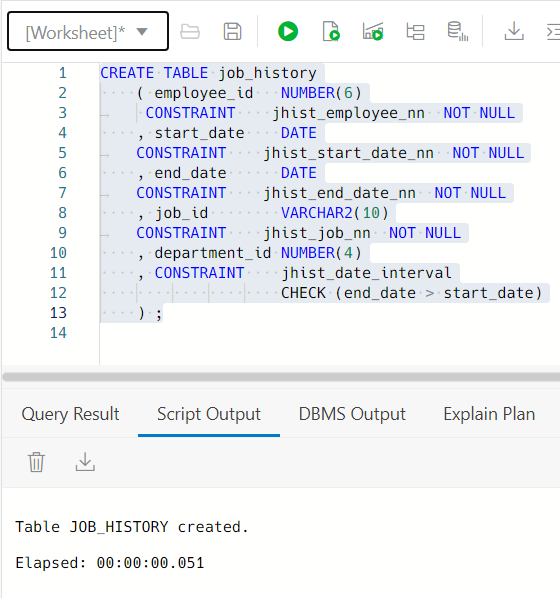 [Worksheet]*
1 CREATE TABLE job_history
2 ( employee_id NUMBER(6)
3 CONSTRAINT jhist_employee_nn NOT NULL
4 , start_date DATE
5 CONSTRAINT jhist_start_date_nn NOT NULL
6 , end_date DATE
7 CONSTRAINT jhist_end_date_nn NOT NULL
8 , job_id VARCHAR2(10)
9 CONSTRAINT jhist_job_nn NOT NULL
10 , department_id NUMBER(4)
11 , CONSTRAINT jhist_date_interval
12 CHECK (end_date > start_date)
13 ) ;
14
Query Result Script Output DBMS Output Explain Plan
Table JOB_HISTORY created.
Elapsed: 00:00:00.051